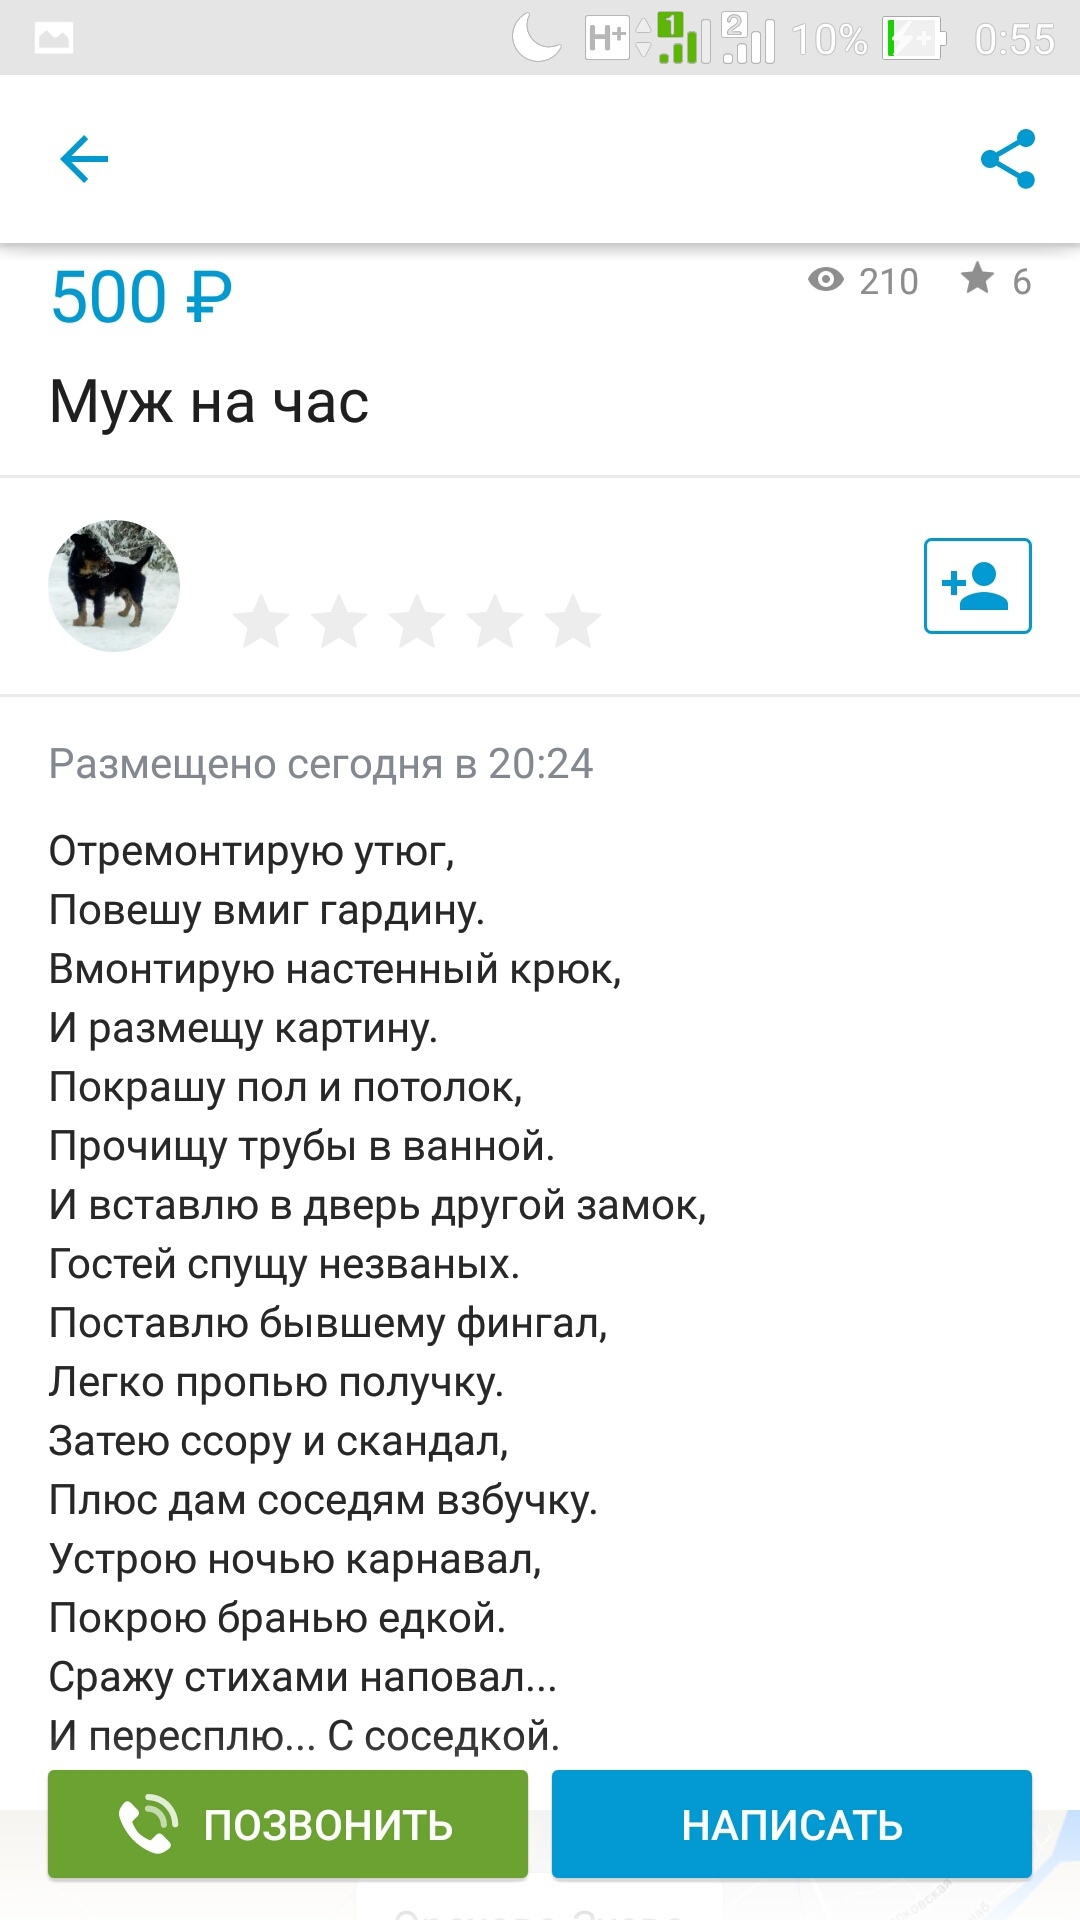 H+ 1 2 10% 0:55
500 ₽ 210 6
Муж на час
Размещено сегодня в 20:24
Отремонтирую утюг,
Повешу вмиг гардину.
Вмонтирую настенный крюк,
И размещу картину.
Покрашу пол и потолок,
Прочищу трубы в ванной.
И вставлю в дверь другой замок,
Гостей спущу незваных.
Поставлю бывшему фингал,
Легко пропью получку.
Затею ссору и скандал,
Плюс дам соседям взбучку.
Устрою ночью карнавал,
Покрою бранью едкой.
Сражу стихами наповал...
И пересплю... С соседкой.
ПОЗВОНИТЬ НАПИСАТЬ